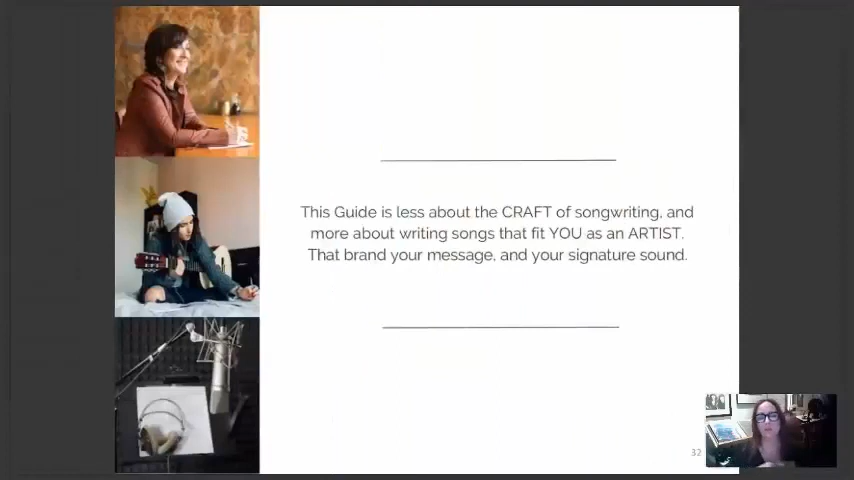 This Guide is less about the CRAFT of songwriting, and
more about writing songs that fit YOU as an ARTIST.
That brand your message, and your signature sound.
32